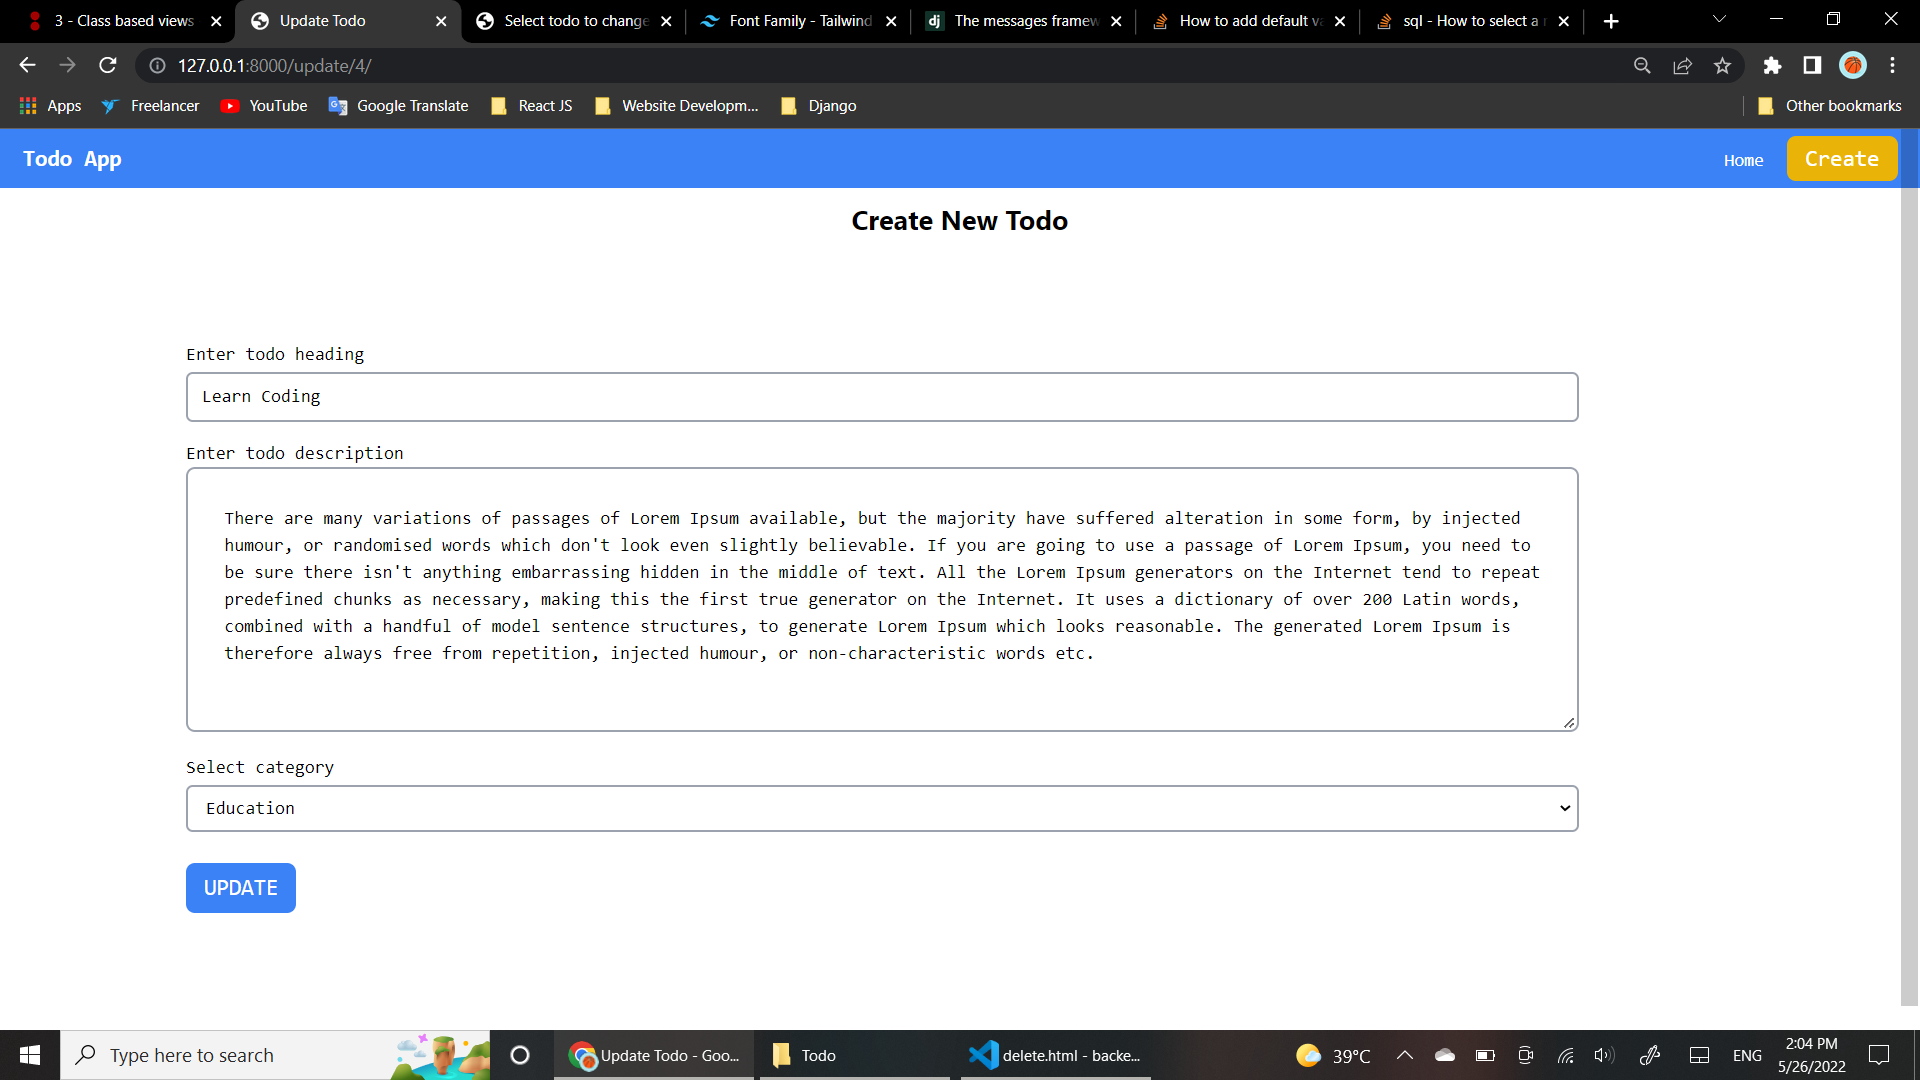 3 - Class based views
Update Todo
Select todo to change
Font Family - Tailwind
The messages framew
How to add default va
sql - How to select a r
127.0.0.1:8000/update/4/
Apps
Freelancer
YouTube
Google Translate
React JS
Website Developm...
Django
Other bookmarks
Todo App
Home
Create
Create New Todo
Enter todo heading
Learn Coding
Enter todo description
There are many variations of passages of Lorem Ipsum available, but the majority have suffered alteration in some form, by injected
humour, or randomised words which don't look even slightly believable. If you are going to use a passage of Lorem Ipsum, you need to
be sure there isn't anything embarrassing hidden in the middle of text. All the Lorem Ipsum generators on the Internet tend to repeat
predefined chunks as necessary, making this the first true generator on the Internet. It uses a dictionary of over 200 Latin words,
combined with a handful of model sentence structures, to generate Lorem Ipsum which looks reasonable. The generated Lorem Ipsum is
therefore always free from repetition, injected humour, or non-characteristic words etc.
Select category
Education
UPDATE
Type here to search
Update Todo - Goo...
Todo
delete.html - backe...
39°C
ENG
2:04 PM
5/26/2022